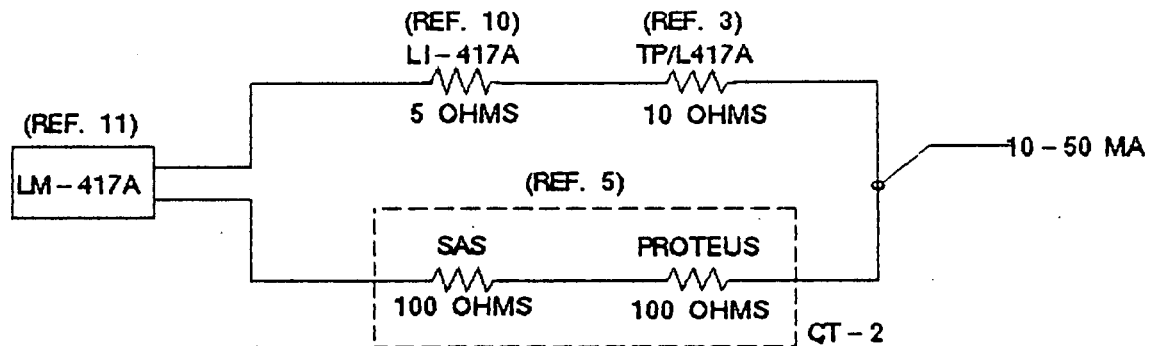 (REF. 10)
LI-417A
5 OHMS
(REF. 3)
TP/L417A
10 OHMS
(REF. 11)
LM-417A
10-50 MA
(REF. 5)
SAS
100 OHMS
PROTEUS
100 OHMS
CT-2